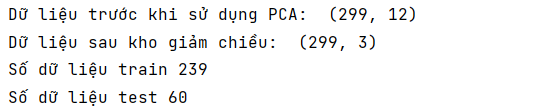 Dữ liệu trước khi sử dụng PCA:  (299, 12)
Dữ liệu sau kho giảm chiều:  (299, 3)
Số dữ liệu train 239
Số dữ liệu test 60